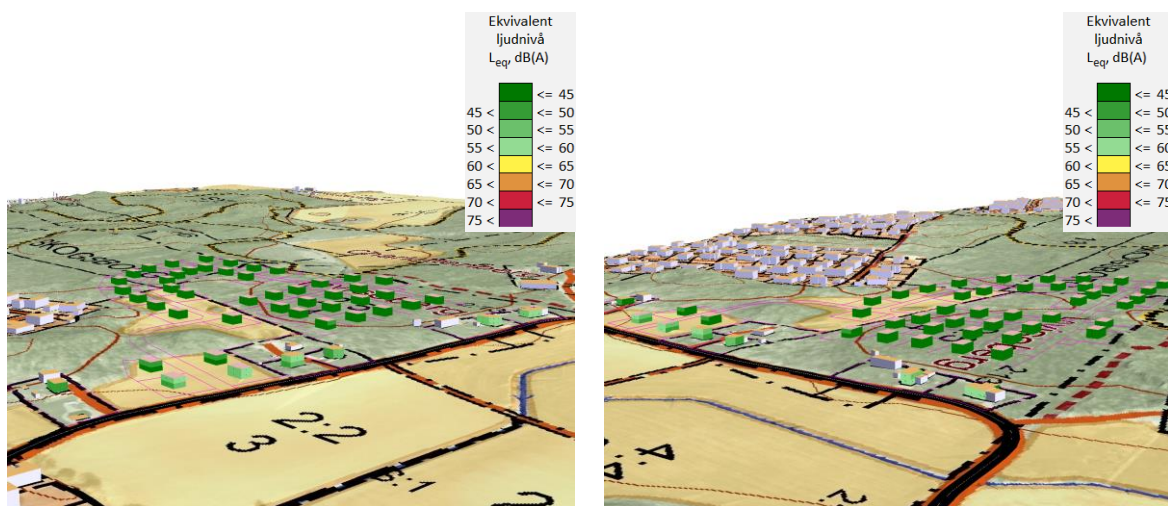 Ekvivalent
ljudnivå
Leq, dB(A)
<= 45
45 < <= 50
50 < <= 55
55 < <= 60
60 < <= 65
65 < <= 70
70 < <= 75
75 <
2:2
3
Ekvivalent
ljudnivå
Leq, dB(A)
<= 45
45 < <= 50
50 < <= 55
55 < <= 60
60 < <= 65
65 < <= 70
70 < <= 75
75 <